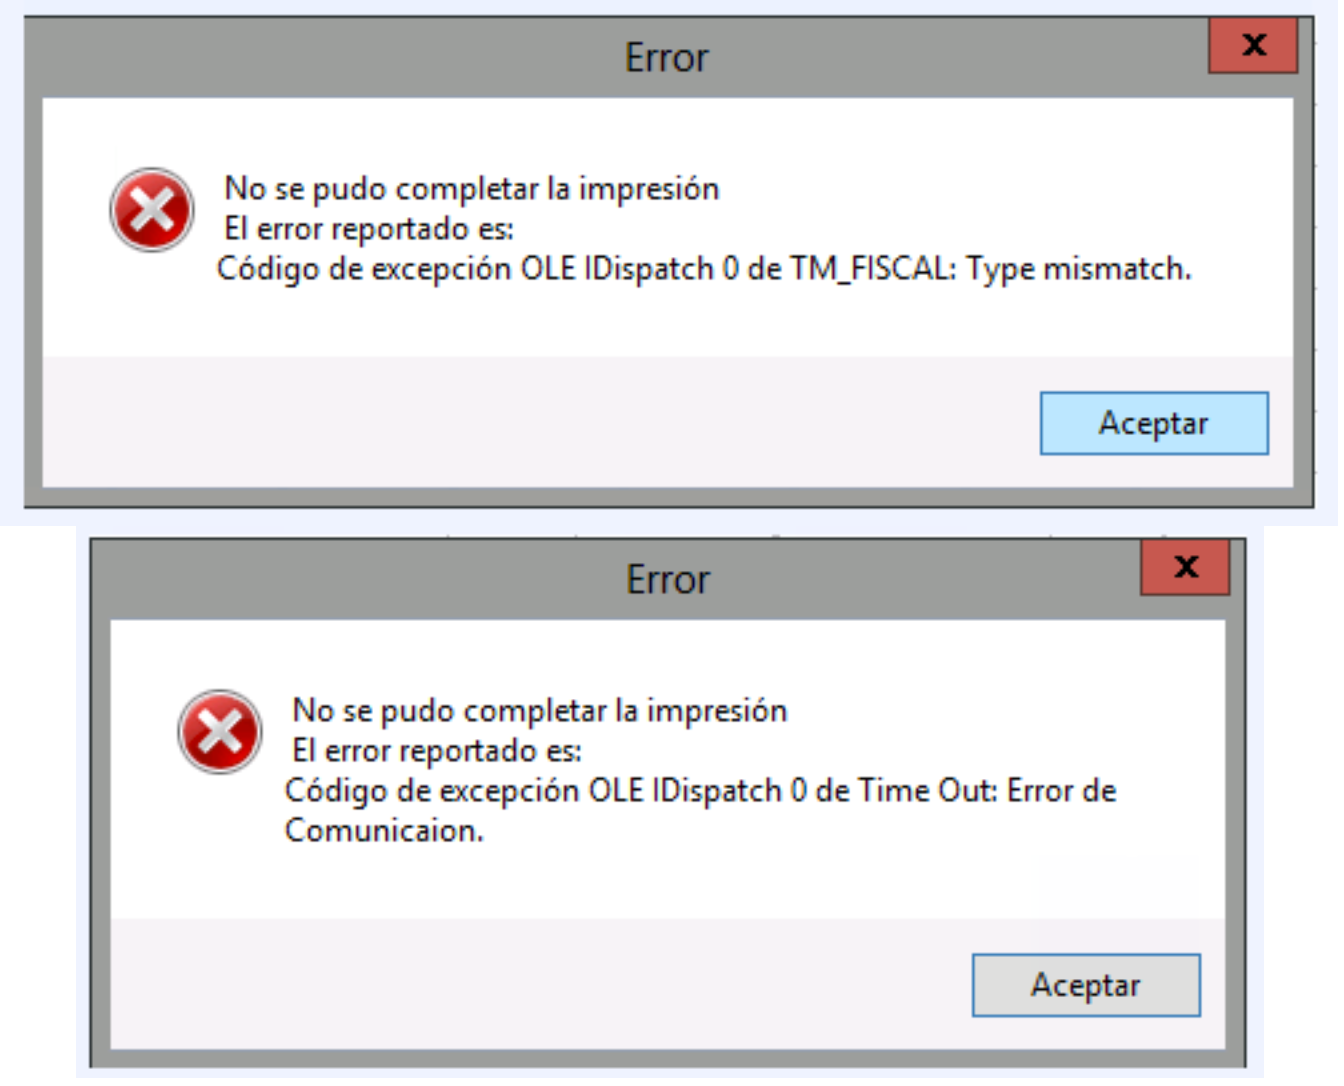 Error
x
No se pudo completar la impresión
El error reportado es:
Código de excepción OLE IDispatch 0 de TM_FISCAL: Type mismatch.
Aceptar
Error
x
No se pudo completar la impresión
El error reportado es:
Código de excepción OLE IDispatch 0 de Time Out: Error de
Comunicaion.
Aceptar